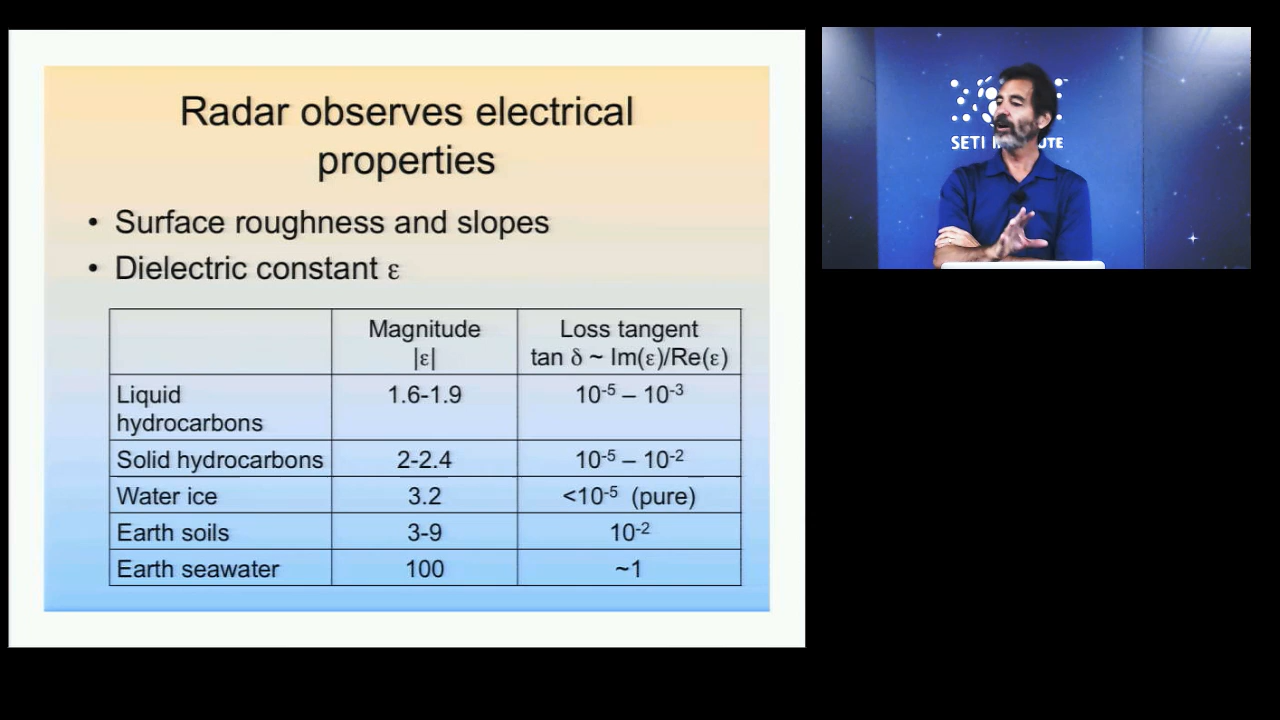 Radar observes electrical
properties
• Surface roughness and slopes
• Dielectric constant ε
Magnitude
|ε|
Loss tangent
tan δ ~ Im(ε)/Re(ε)
Liquid
hydrocarbons
1.6-1.9
10⁻⁵ – 10⁻³
Solid hydrocarbons
2-2.4
10⁻⁵ – 10⁻²
Water ice
3.2
<10⁻⁵ (pure)
Earth soils
3-9
10⁻²
Earth seawater
100
~1
SETI